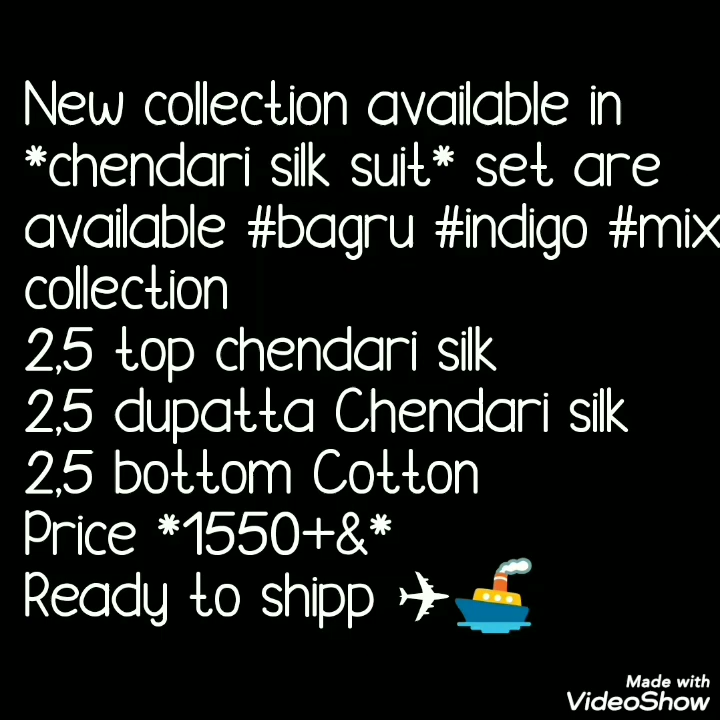 New collection available in
*chendari silk suit* set are
available #bagru #indigo #mix
collection
2,5 top chendari silk
2,5 dupatta Chendari silk
2,5 bottom Cotton
Price *1550+&*
Ready to shipp ✈🚢
Made with
VideoShow